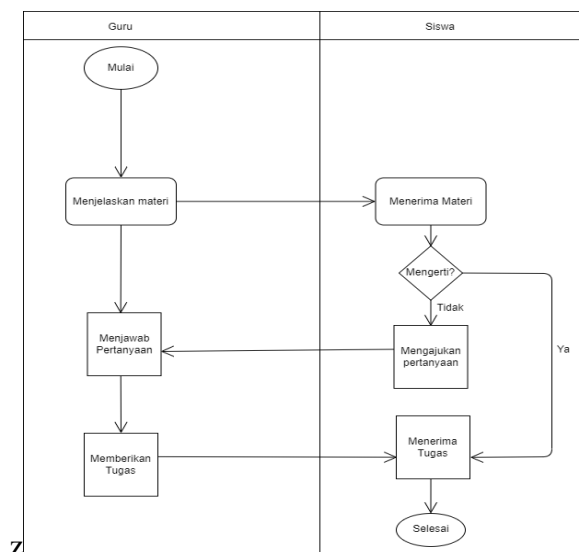 Guru
Siswa
Mulai
Menjelaskan materi
Menerima Materi
Mengerti?
Tidak
Menjawab
Pertanyaan
Mengajukan
pertanyaan
Ya
Memberikan
Tugas
Menerima
Tugas
Selesai
Z